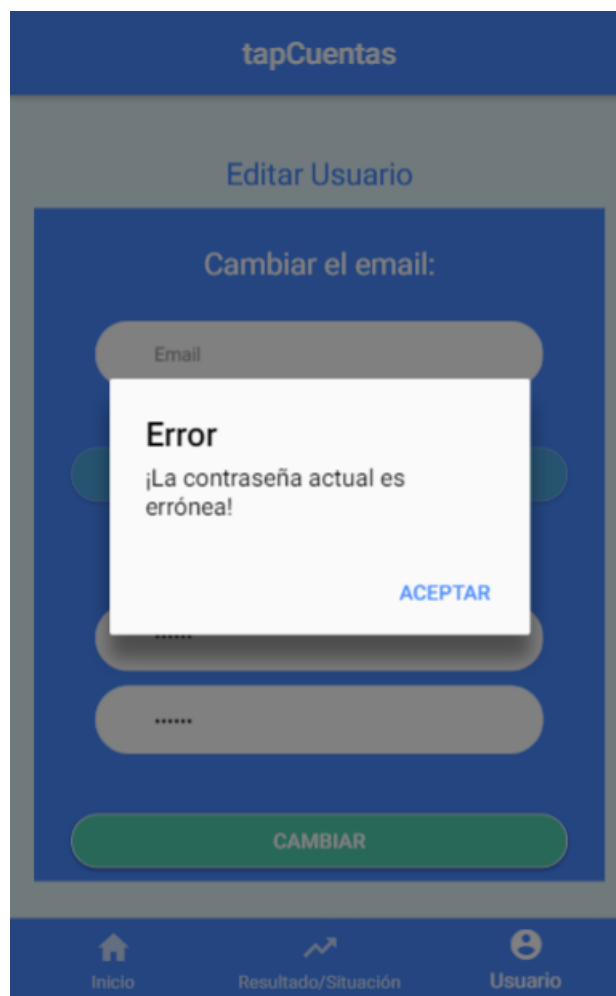 tapCuentas
Editar Usuario
Cambiar el email:
Email
Error
¡La contraseña actual es
errónea!
ACEPTAR
••••••
••••••
CAMBIAR
Inicio
Resultado/Situación
Usuario